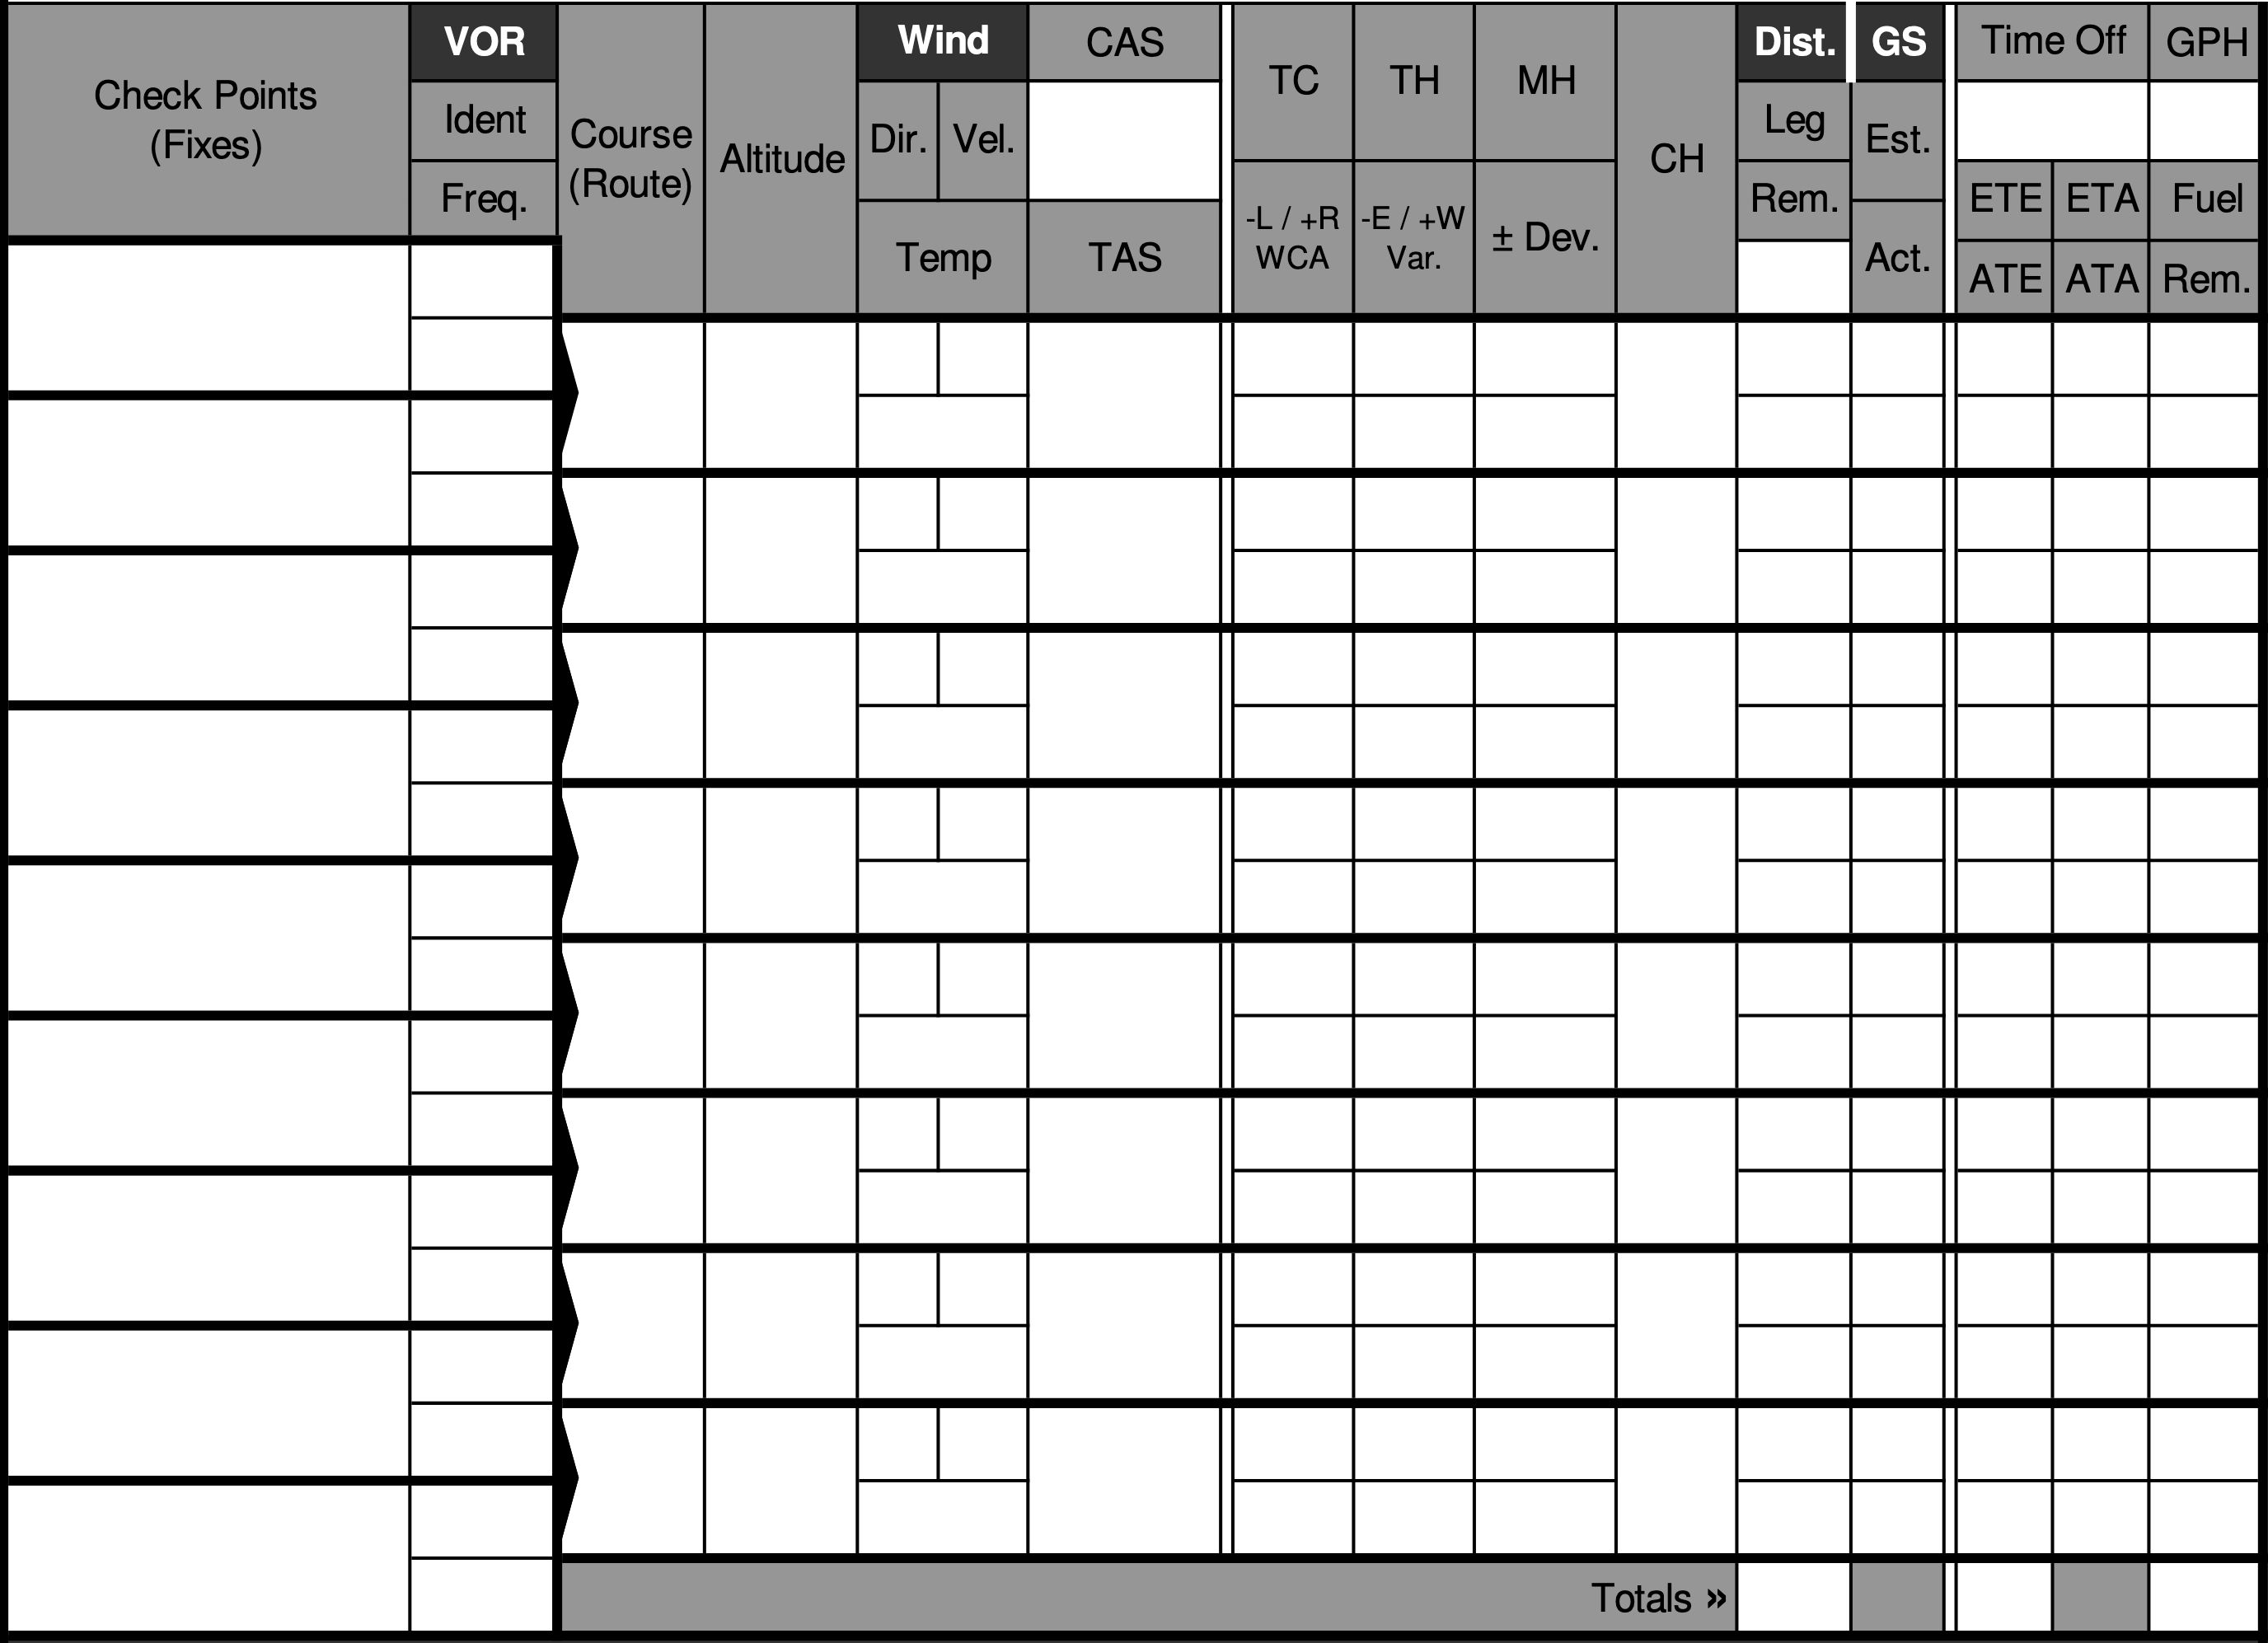 Check Points
(Fixes)
VOR
Ident
Freq.
Course
(Route)
Altitude
Wind
Dir.
Vel.
Temp
CAS
TAS
TC
-L / +R
WCA
TH
-E / +W
Var.
MH
± Dev.
CH
Dist.
Leg
Rem.
GS
Est.
Act.
Time Off
ETE
ETA
ATE
ATA
GPH
Fuel
Rem.
Totals »